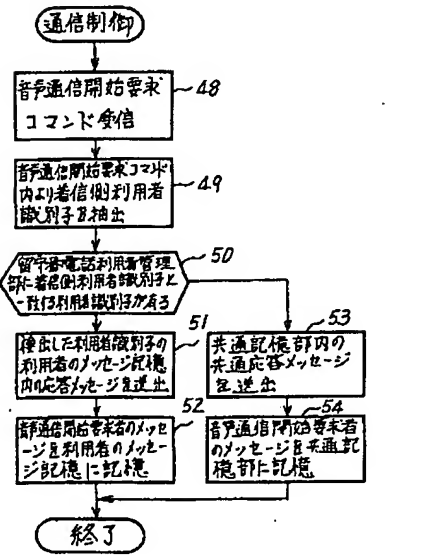 通信制御
音声通信開始要求
コマンド受信
48
音声通信開始要求コマンド
内より着信側利用者
識別子を抽出
49
留守番電話利用者管理
部に着信側利用者識別子と
一致する利用者識別子がある
50
検出した利用者識別子の
利用者のメッセージ記憶
内の応答メッセージを送出
51
共通記憶部内の
共通応答メッセージ
を送出
53
音声通信開始要求者のメッセ
ージを利用者のメッセー
ジ記憶に記憶
52
音声通信開始要求者
のメッセージを共通記
憶部に記憶
54
終了